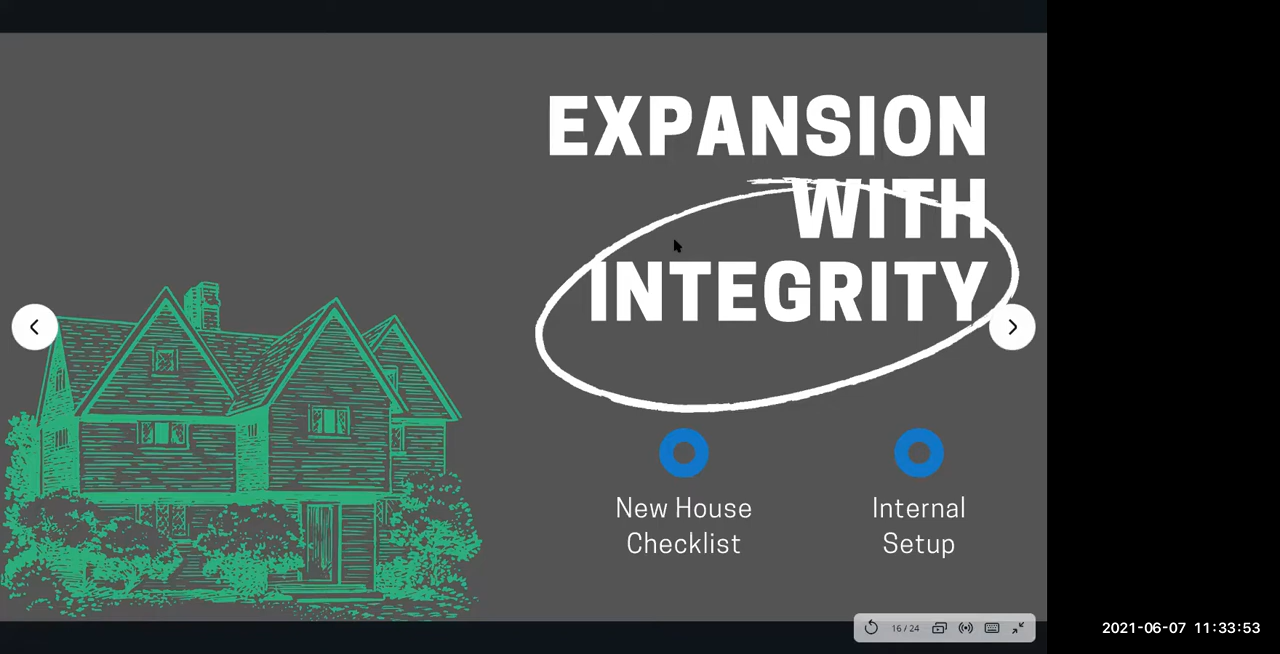 EXPANSION
WITH
INTEGRITY
New House
Checklist
Internal
Setup
16 / 24
2021-06-07 11:33:53